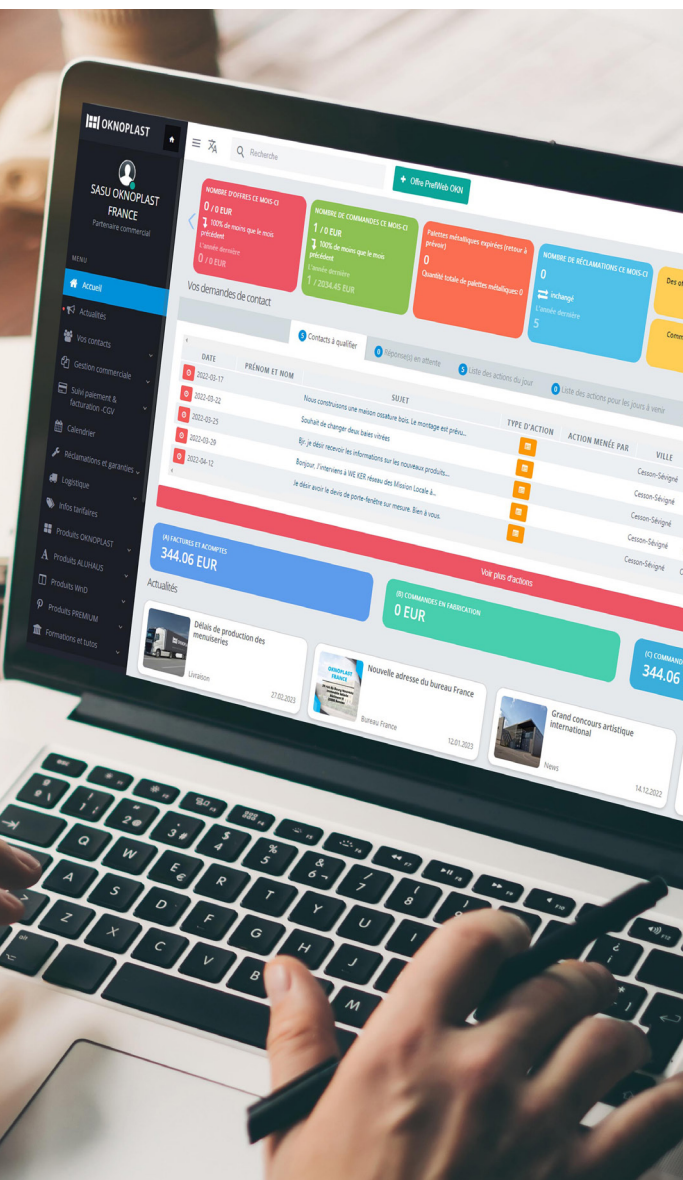 OKNOPLAST
SASU OKNOPLAST
FRANCE
Partenaire commercial
MENU
Accueil
Actualités
Vos contacts
Gestion commerciale
Suivi paiement &
facturation -CGV
Calendrier
Réclamations et garanties
Logistique
Infos tarifaires
Produits OKNOPLAST
Produits ALUHAUS
Produits WnD
Produits PREMIUM
Formations et tutos
Recherche
+ Offre PrefWeb OKN
NOMBRE D'OFFRES CE MOIS-CI
0 / 0 EUR
100% de moins que le mois
précédent
L'année dernière
0 / 0 EUR
NOMBRE DE COMMANDES CE MOIS-CI
1 / 0 EUR
100% de moins que le mois
précédent
L'année dernière
1 / 2034.45 EUR
Palettes métalliques expirées (retour à
prévoir)
0
Quantité totale de palettes métalliques: 0
NOMBRE DE RÉCLAMATIONS CE MOIS-CI
0
inchangé
L'année dernière
5
Des
Comm
Vos demandes de contact
5 Contacts à qualifier
0 Réponse(s) en attente
5 Liste des actions du jour
0 Liste des actions pour les jours à venir
DATE PRÉNOM ET NOM SUJET TYPE D'ACTION ACTION MENÉE PAR VILLE
2022-03-17 Nous construisons une maison ossature bois. Le montage est prévu... Cesson-Sévigné
2022-03-22 Souhait de changer deux baies vitrées Cesson-Sévigné
2022-03-25 Bjr. je désir recevoir les informations sur les nouveaux produits... Cesson-Sévigné
2022-03-29 Bonjour. J'interviens à WE KER réseau des Mission Locale à... Cesson-Sévigné
2022-04-12 Je désir avoir le devis de porte-fenêtre sur mesure. Bien à vous. Cesson-Sévigné
Voir plus d'actions
(A) FACTURES ET ACOMPTES
344.06 EUR
(B) COMMANDES EN FABRICATION
0 EUR
(C) COMMAND
344.06
Actualités
Délais de production des
menuiseries
Livraison
27.02.2023
OKNOPLAST
FRANCE
Nouvelle adresse du bureau France
Bureau France
12.01.2023
Grand concours artistique
international
News
14.12.2022
esc
Q W E € R T Y U I
A S D F G H J
Z X C V B M